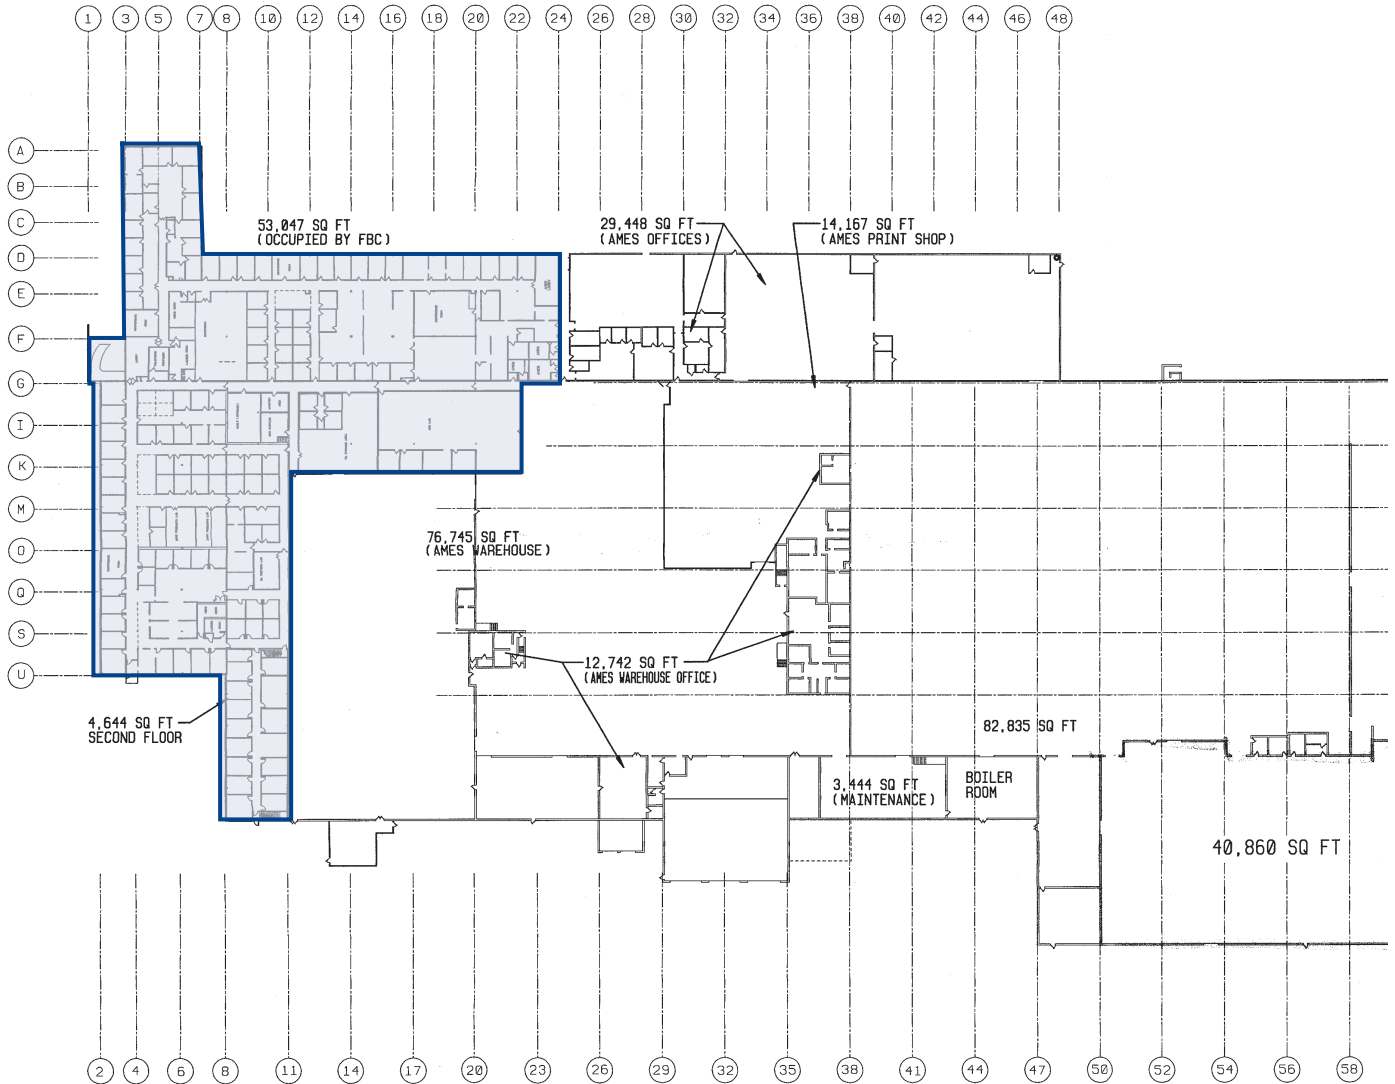 1 3 5 7 8 10 12 14 16 18 20 22 24 26 28 30 34 36 38 40 42 44 46 48
A
B
C
D
E
F
G
I
K
M
O
Q
S
U
53,047 SQ FT
(OCCUPIED BY FBC)
29,448 SQ FT
(AMES OFFICES)
14,167 SQ FT
(AMES PRINT SHOP)
76,745 SQ FT
(AMES WAREHOUSE)
12,742 SQ FT
(AMES WAREHOUSE OFFICE)
4,644 SQ FT
SECOND FLOOR
82,835 SQ FT
3,444 SQ FT
(MAINTENANCE)
BOILER
ROOM
40,860 SQ FT
2 4 6 8 11 14 17 20 23 26 29 32 35 38 41 44 47 50 52 54 56 58